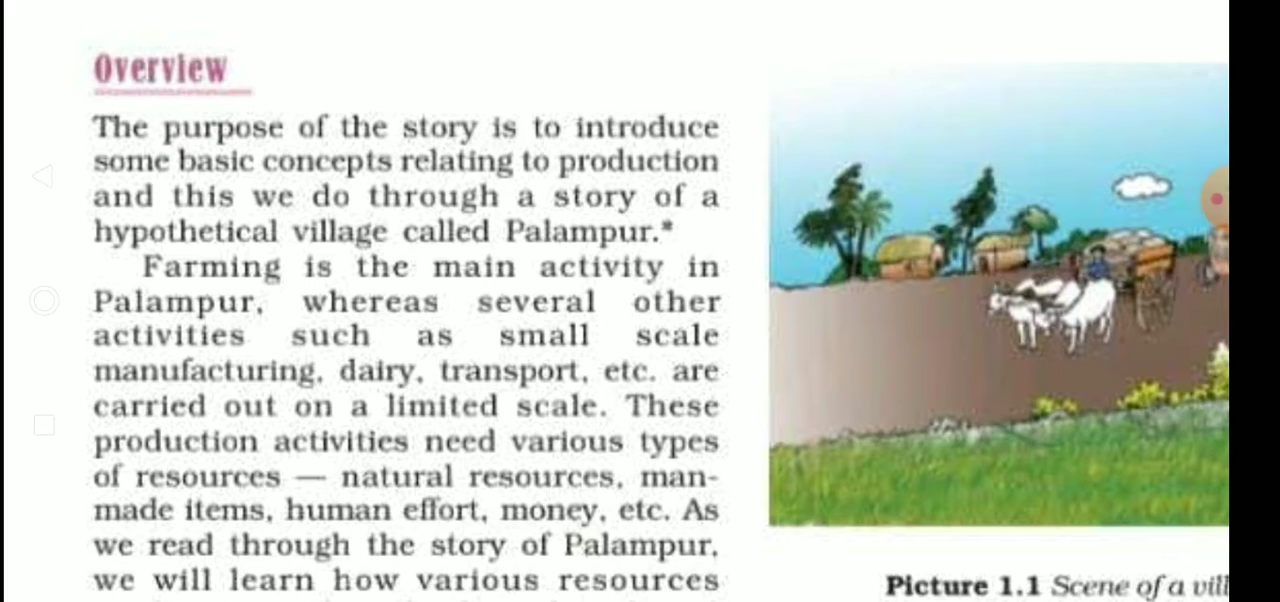 Overview
The purpose of the story is to introduce
some basic concepts relating to production
and this we do through a story of a
hypothetical village called Palampur.*
Farming is the main activity in
Palampur, whereas several other
activities such as small scale
manufacturing, dairy, transport, etc. are
carried out on a limited scale. These
production activities need various types
of resources — natural resources, man-
made items, human effort, money, etc. As
we read through the story of Palampur,
we will learn how various resources
Picture 1.1 Scene of a